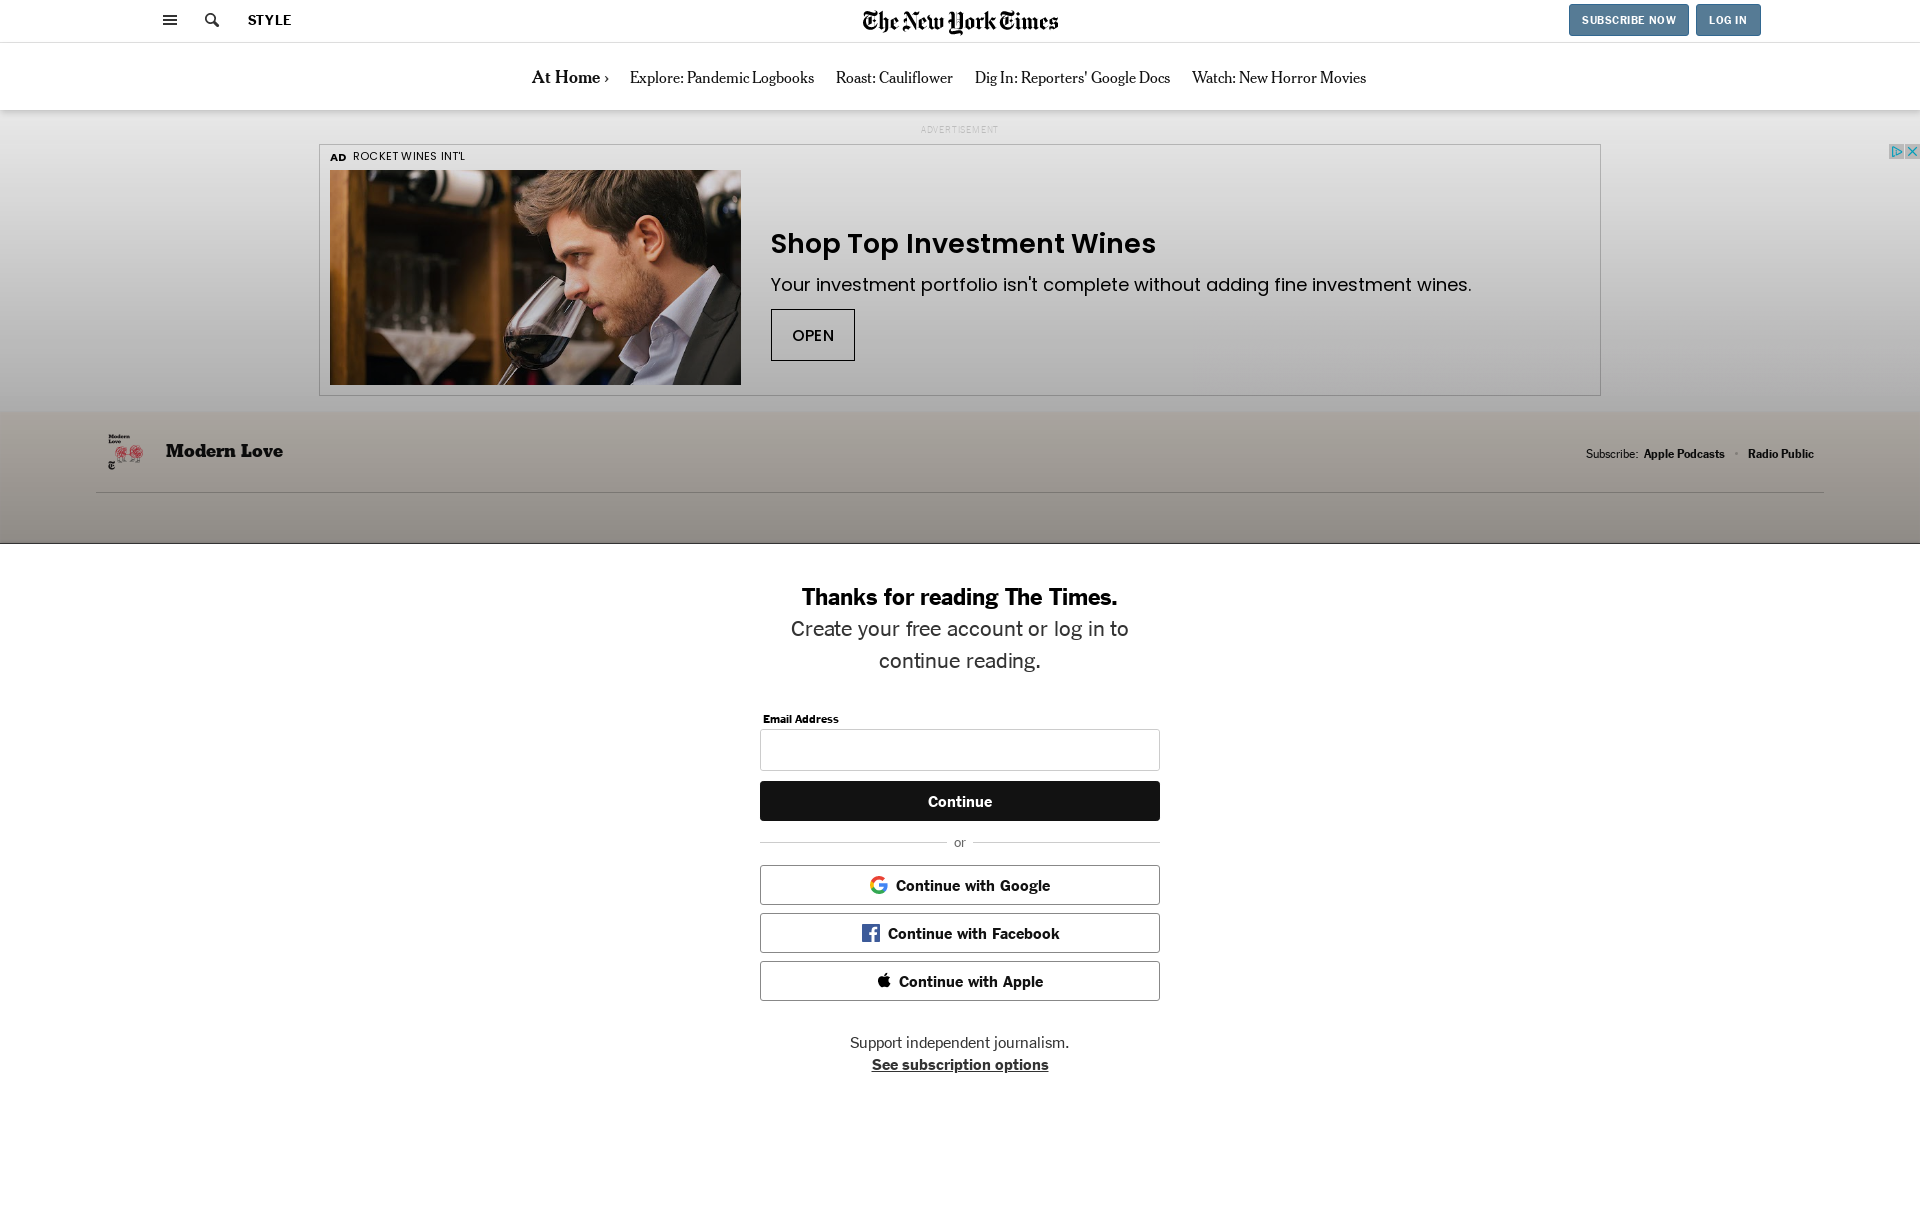 STYLE
The New York Times
SUBSCRIBE NOW
LOG IN
At Home ›
Explore: Pandemic Logbooks
Roast: Cauliflower
Dig In: Reporters' Google Docs
Watch: New Horror Movies
ADVERTISEMENT
AD ROCKET WINES INT'L
Shop Top Investment Wines
Your investment portfolio isn't complete without adding fine investment wines.
OPEN
Modern
Love
Modern Love
Subscribe: Apple Podcasts • Radio Public
Thanks for reading The Times.
Create your free account or log in to
continue reading.
Email Address
Continue
or
Continue with Google
Continue with Facebook
Continue with Apple
Support independent journalism.
See subscription options